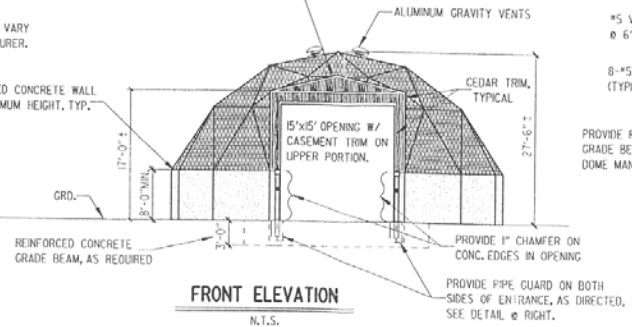 VARY
URER.
ALUMINUM GRAVITY VENTS
*5
@ 6"
8-*5
(TYPI
ED CONCRETE WALL
MUM HEIGHT, TYP.
CEDAR TRIM,
TYPICAL
15'x15' OPENING W/
CASEMENT TRIM ON
UPPER PORTION.
17'-0" ±
27'-6" ±
8'-0"MIN.
3'-0"
PROVIDE
GRADE BE
DOME MAN
GRD.
REINFORCED CONCRETE
GRADE BEAM, AS REQUIRED
PROVIDE 1" CHAMFER ON
CONC. EDGES IN OPENING
PROVIDE PIPE GUARD ON BOTH
SIDES OF ENTRANCE, AS DIRECTED,
SEE DETAIL @ RIGHT.
FRONT ELEVATION
N.T.S.